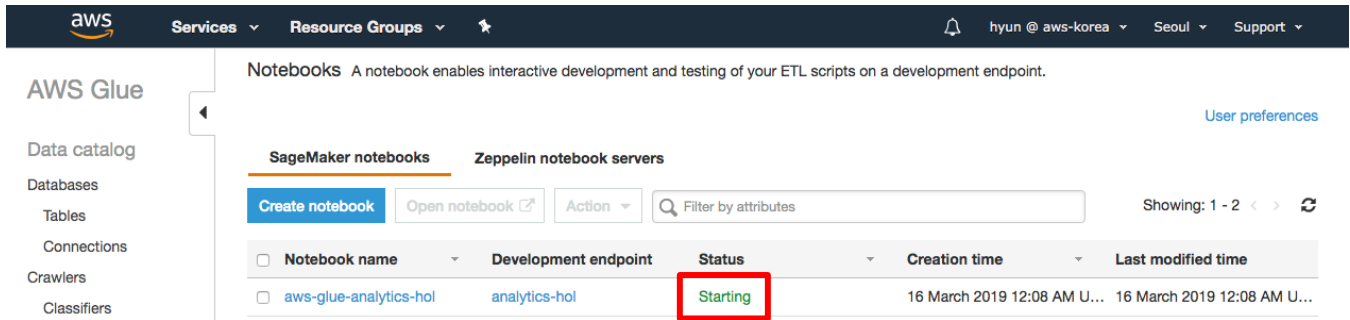 aws Services Resource Groups hyun @ aws-korea Seoul Support
AWS Glue
Notebooks A notebook enables interactive development and testing of your ETL scripts on a development endpoint.
User preferences
Data catalog
Databases
Tables
Connections
Crawlers
Classifiers
SageMaker notebooks Zeppelin notebook servers
Create notebook Open notebook Action Filter by attributes Showing: 1 - 2 < >
Notebook name Development endpoint Status Creation time Last modified time
aws-glue-analytics-hol analytics-hol Starting 16 March 2019 12:08 AM U... 16 March 2019 12:08 AM U...